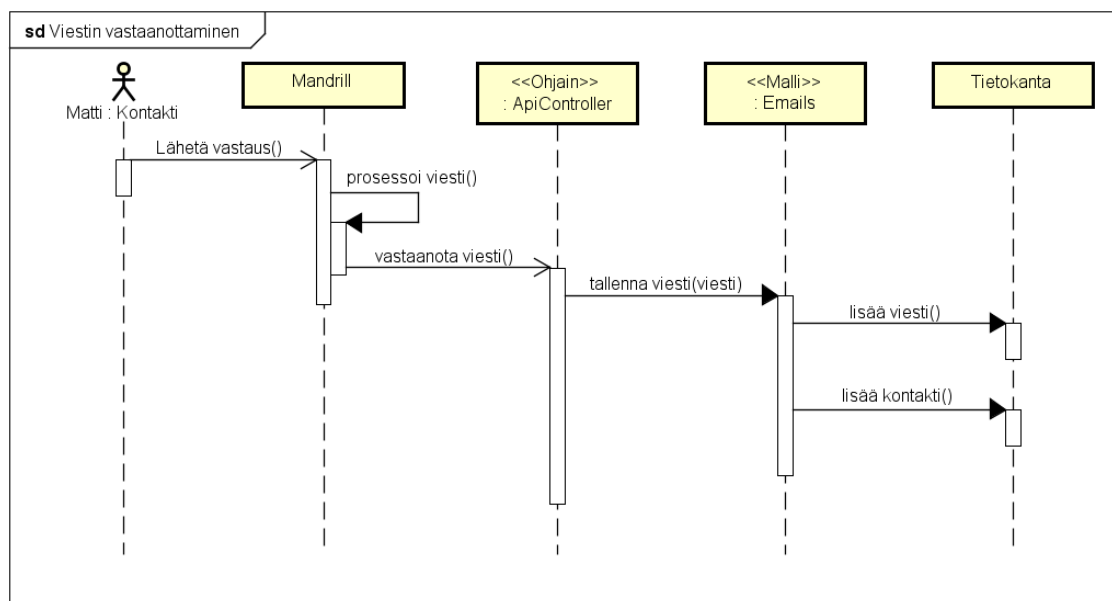 sd Viestin vastaanottaminen
Matti : Kontakti
Mandrill
<<Ohjain>>
: ApiController
<<Malli>>
: Emails
Tietokanta
Lähetä vastaus()
prosessoi viesti()
vastaanota viesti()
tallenna viesti(viesti)
lisää viesti()
lisää kontakti()